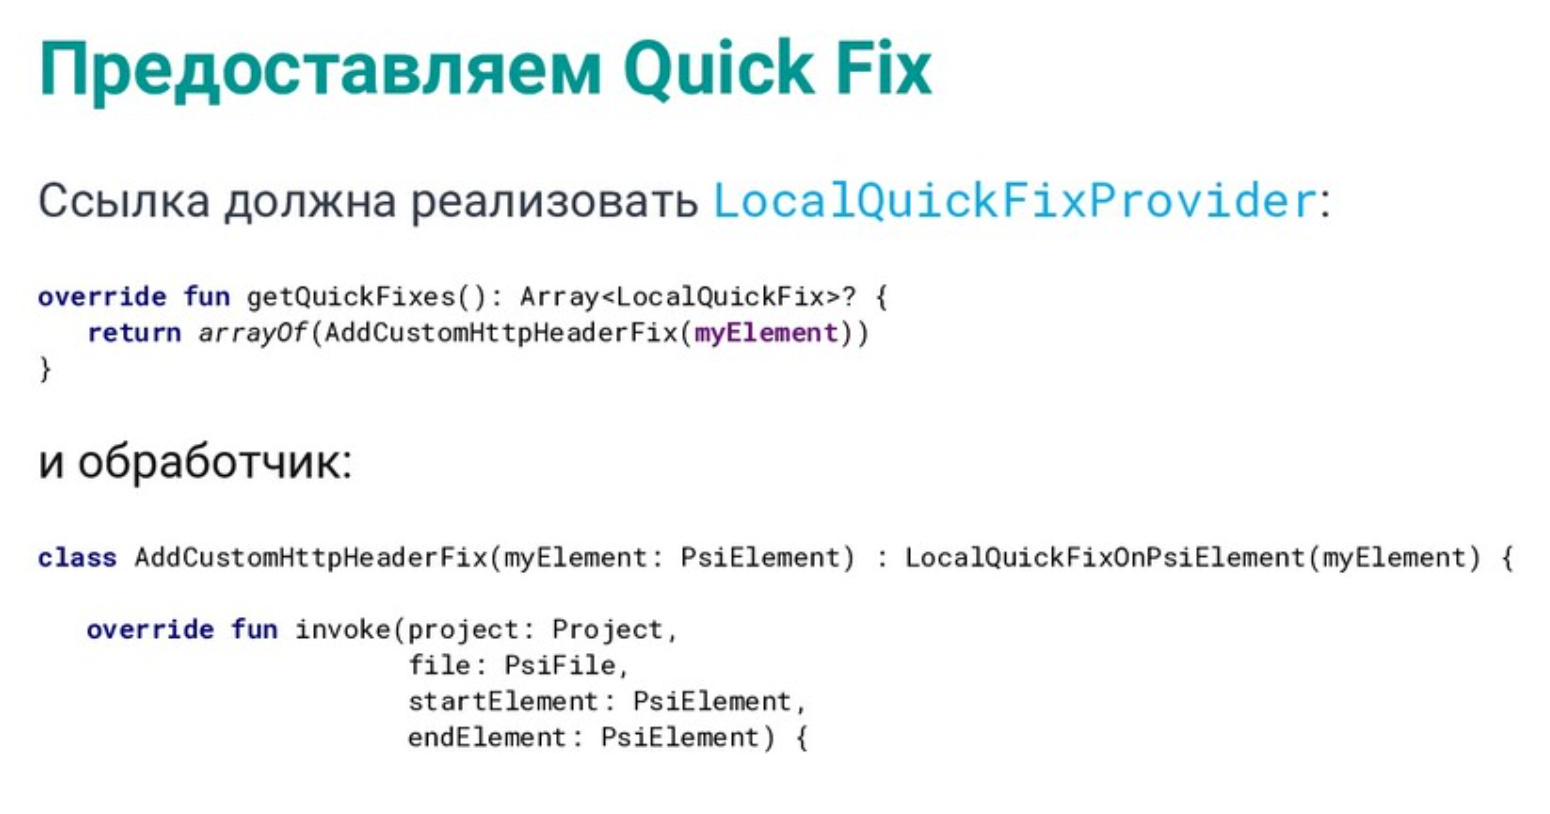 Предоставляем Quick Fix
Ссылка должна реализовать LocalQuickFixProvider:
override fun getQuickFixes(): Array<LocalQuickFix>? {
   return arrayOf(AddCustomHttpHeaderFix(myElement))
}
и обработчик:
class AddCustomHttpHeaderFix(myElement: PsiElement) : LocalQuickFixOnPsiElement(myElement) {
   override fun invoke(project: Project,
                       file: PsiFile,
                       startElement: PsiElement,
                       endElement: PsiElement) {